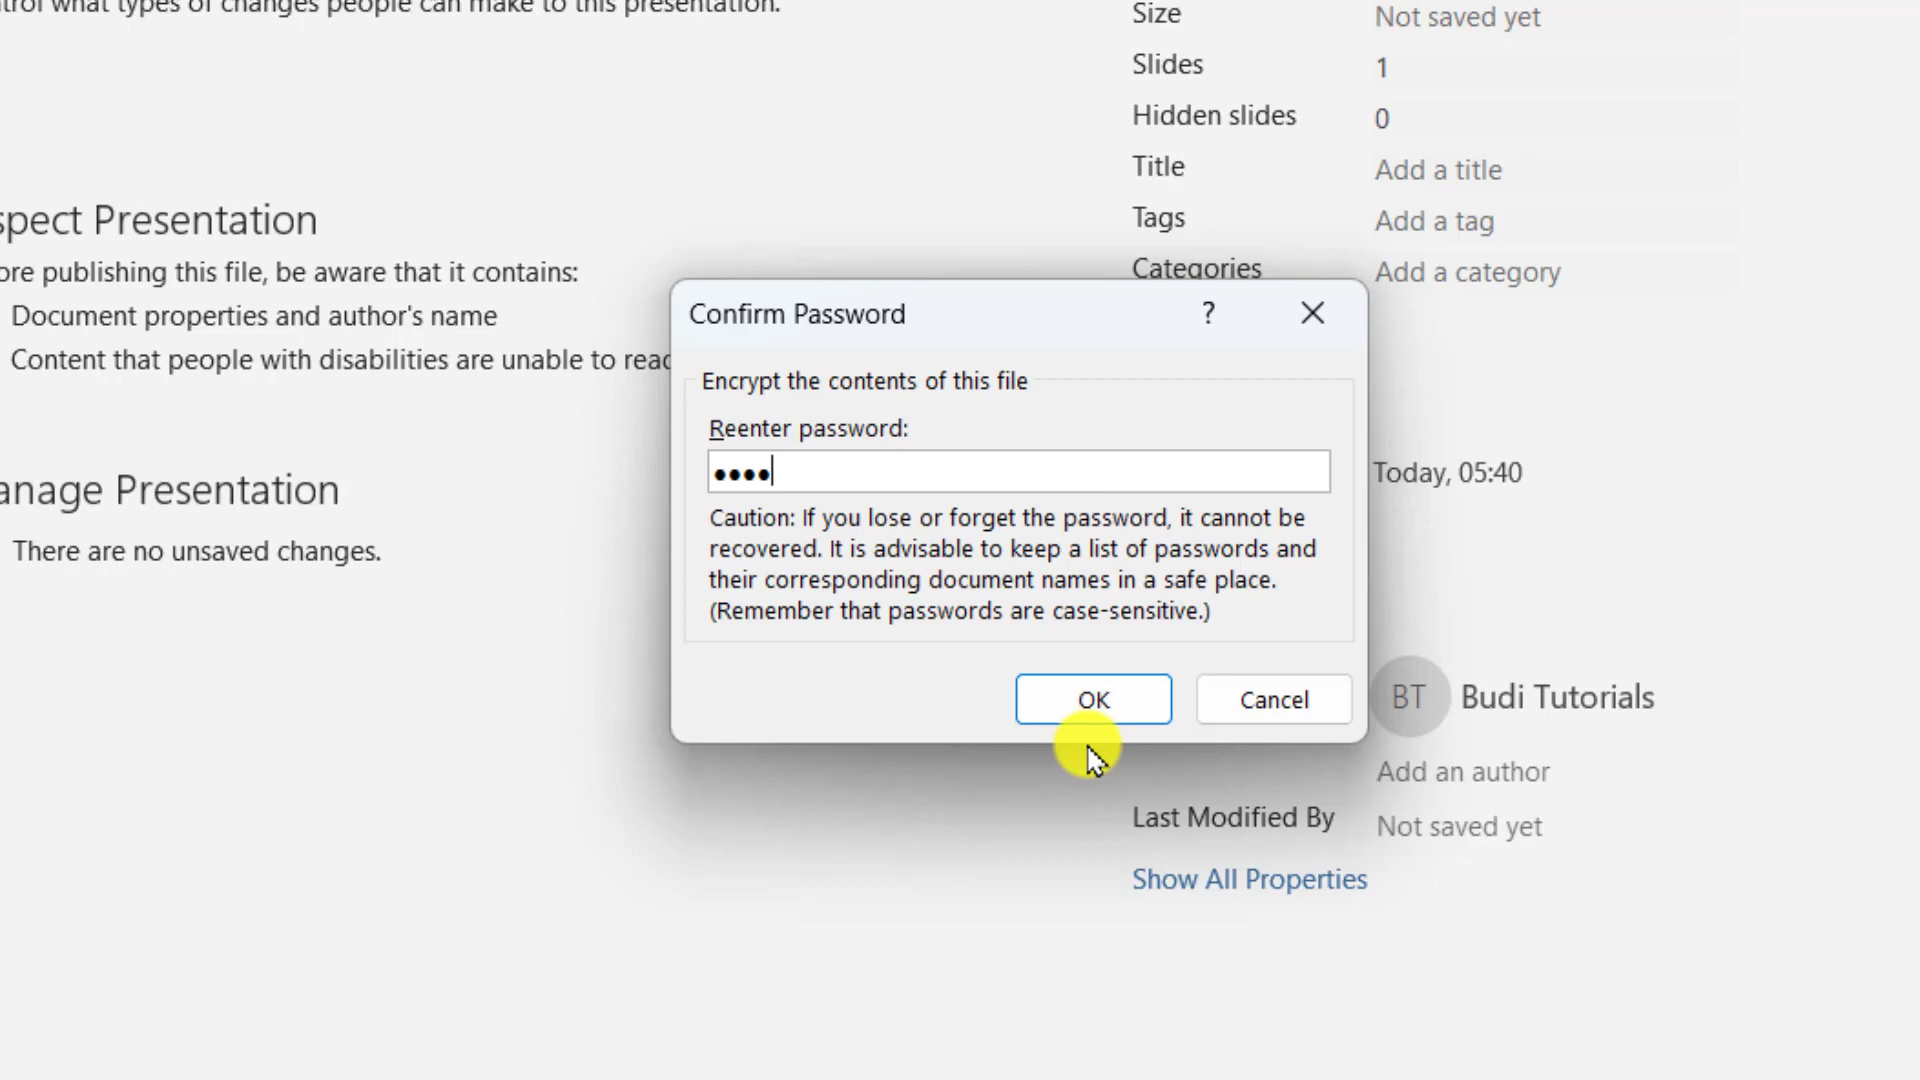 trol what types of changes people can make to this presentation.
Size Not saved yet
Slides 1
Hidden slides 0
Title Add a title
Tags Add a tag
Categories Add a category
spect Presentation
ore publishing this file, be aware that it contains:
Document properties and author's name
Content that people with disabilities are unable to read
anage Presentation
There are no unsaved changes.
Confirm Password ?
Encrypt the contents of this file
Reenter password:
••••
Caution: If you lose or forget the password, it cannot be
recovered. It is advisable to keep a list of passwords and
their corresponding document names in a safe place.
(Remember that passwords are case-sensitive.)
OK Cancel
Today, 05:40
BT Budi Tutorials
Add an author
Last Modified By Not saved yet
Show All Properties